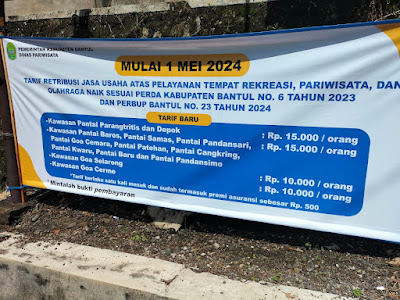 PEMERINTAH KABUPATEN BANTUL
DINAS PARIWISATA
MULAI 1 MEI 2024
TARIF RETRIBUSI JASA USAHA ATAS PELAYANAN TEMPAT REKREASI, PARIWISATA, DAN
OLAHRAGA NAIK SESUAI PERDA KABUPATEN BANTUL NO. 6 TAHUN 2023
DAN PERBUP BANTUL NO. 23 TAHUN 2024
TARIF BARU
-Kawasan Pantai Parangtritis dan Depok : Rp. 15.000 / orang
-Kawasan Pantai Baros, Pantai Samas, Pantai Pandansari, : Rp. 15.000 / orang
Pantai Goa Cemara, Pantai Patehan, Pantai Cangkring,
Pantai Kwaru, Pantai Baru dan Pantai Pandansimo
-Kawasan Goa Selarong : Rp. 10.000 / orang
-Kawasan Goa Cerme : Rp. 10.000 / orang
*Tarif berlaku satu kali masuk dan sudah termasuk premi asuransi sebesar Rp. 500
* Mintalah bukti pembayaran